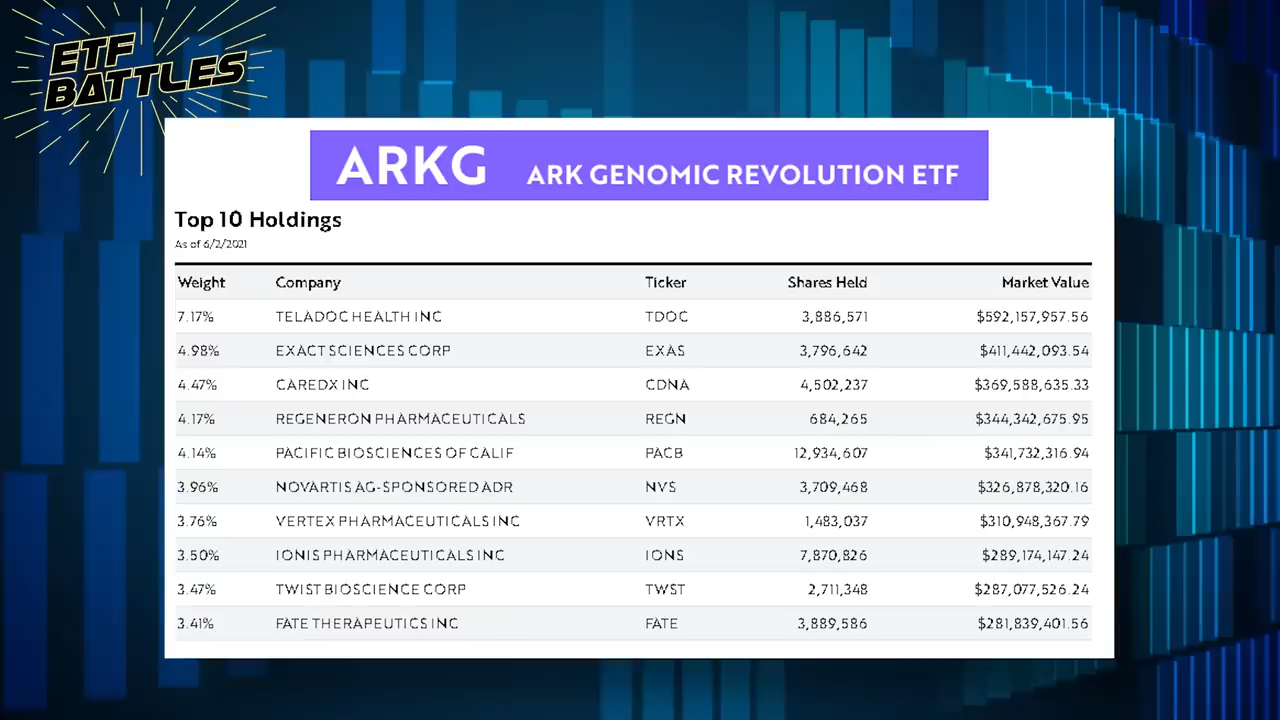 ETF
BATTLES
ARKG ARK GENOMIC REVOLUTION ETF
Top 10 Holdings
As of 6/2/2021
Weight Company Ticker Shares Held Market Value
7.17% TELADOC HEALTH INC TDOC 3,886,571 $592,157,957.56
4.98% EXACT SCIENCES CORP EXAS 3,796,642 $411,442,093.54
4.47% CAREDX INC CDNA 4,502,237 $369,588,635.33
4.17% REGENERON PHARMACEUTICALS REGN 684,265 $344,342,675.95
4.14% PACIFIC BIOSCIENCES OF CALIF PACB 12,934,607 $341,732,316.94
3.96% NOVARTIS AG-SPONSORED ADR NVS 3,709,468 $326,878,320.16
3.76% VERTEX PHARMACEUTICALS INC VRTX 1,483,037 $310,948,367.79
3.50% IONIS PHARMACEUTICALS INC IONS 7,870,826 $289,174,147.24
3.47% TWIST BIOSCIENCE CORP TWST 2,711,348 $287,077,526.24
3.41% FATE THERAPEUTICS INC FATE 3,889,586 $281,839,401.56